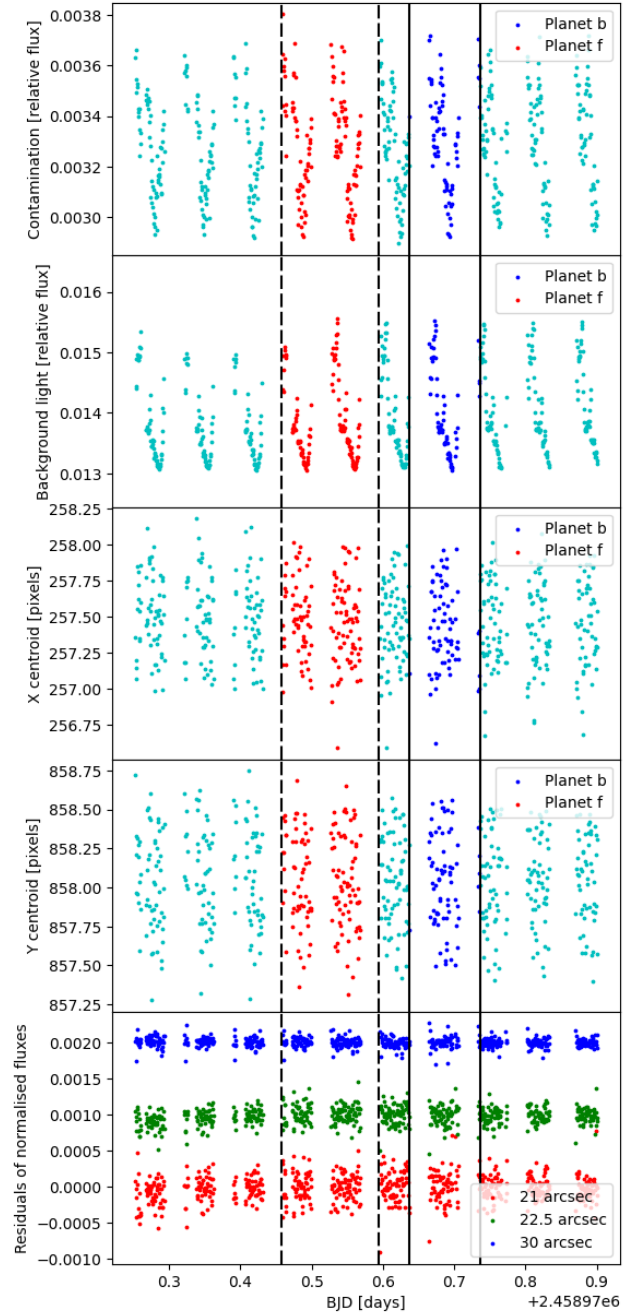 0.0038
0.0036
0.0034
0.0032
0.0030
Contamination [relative flux]
Planet b
Planet f
0.016
0.015
0.014
0.013
Background light [relative flux]
Planet b
Planet f
258.25
258.00
257.75
257.50
257.25
257.00
256.75
X centroid [pixels]
Planet b
Planet f
858.75
858.50
858.25
858.00
857.75
857.50
857.25
Y centroid [pixels]
Planet b
Planet f
0.0020
0.0015
0.0010
0.0005
0.0000
−0.0005
−0.0010
Residuals of normalised fluxes
21 arcsec
22.5 arcsec
30 arcsec
0.3 0.4 0.5 0.6 0.7 0.8 0.9
BJD [days]
+2.45897e6